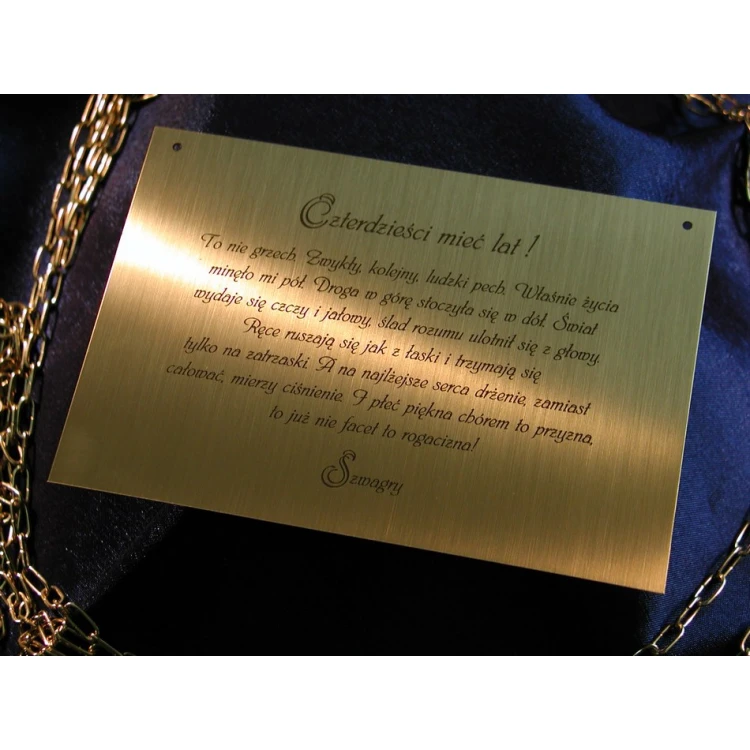 Czterdzieści mieć lat !
To nie grzech. Zwykły, kolejny, ludzki pech. Właśnie życia
minęło mi pół. Droga w górę stoczyła się w dół. Świat
wydaje się czczy i jałowy, ślad rozumu ulotnił się z głowy.
Ręce ruszają się jak z łaski i trzymają się
tylko na zatrzaski. A na najlżejsze serca drżenie, zamiast
całować, mierzy ciśnienie. I płeć piękna chórem to przyzna,
to już nie facet to rogacizna!
Szwagry